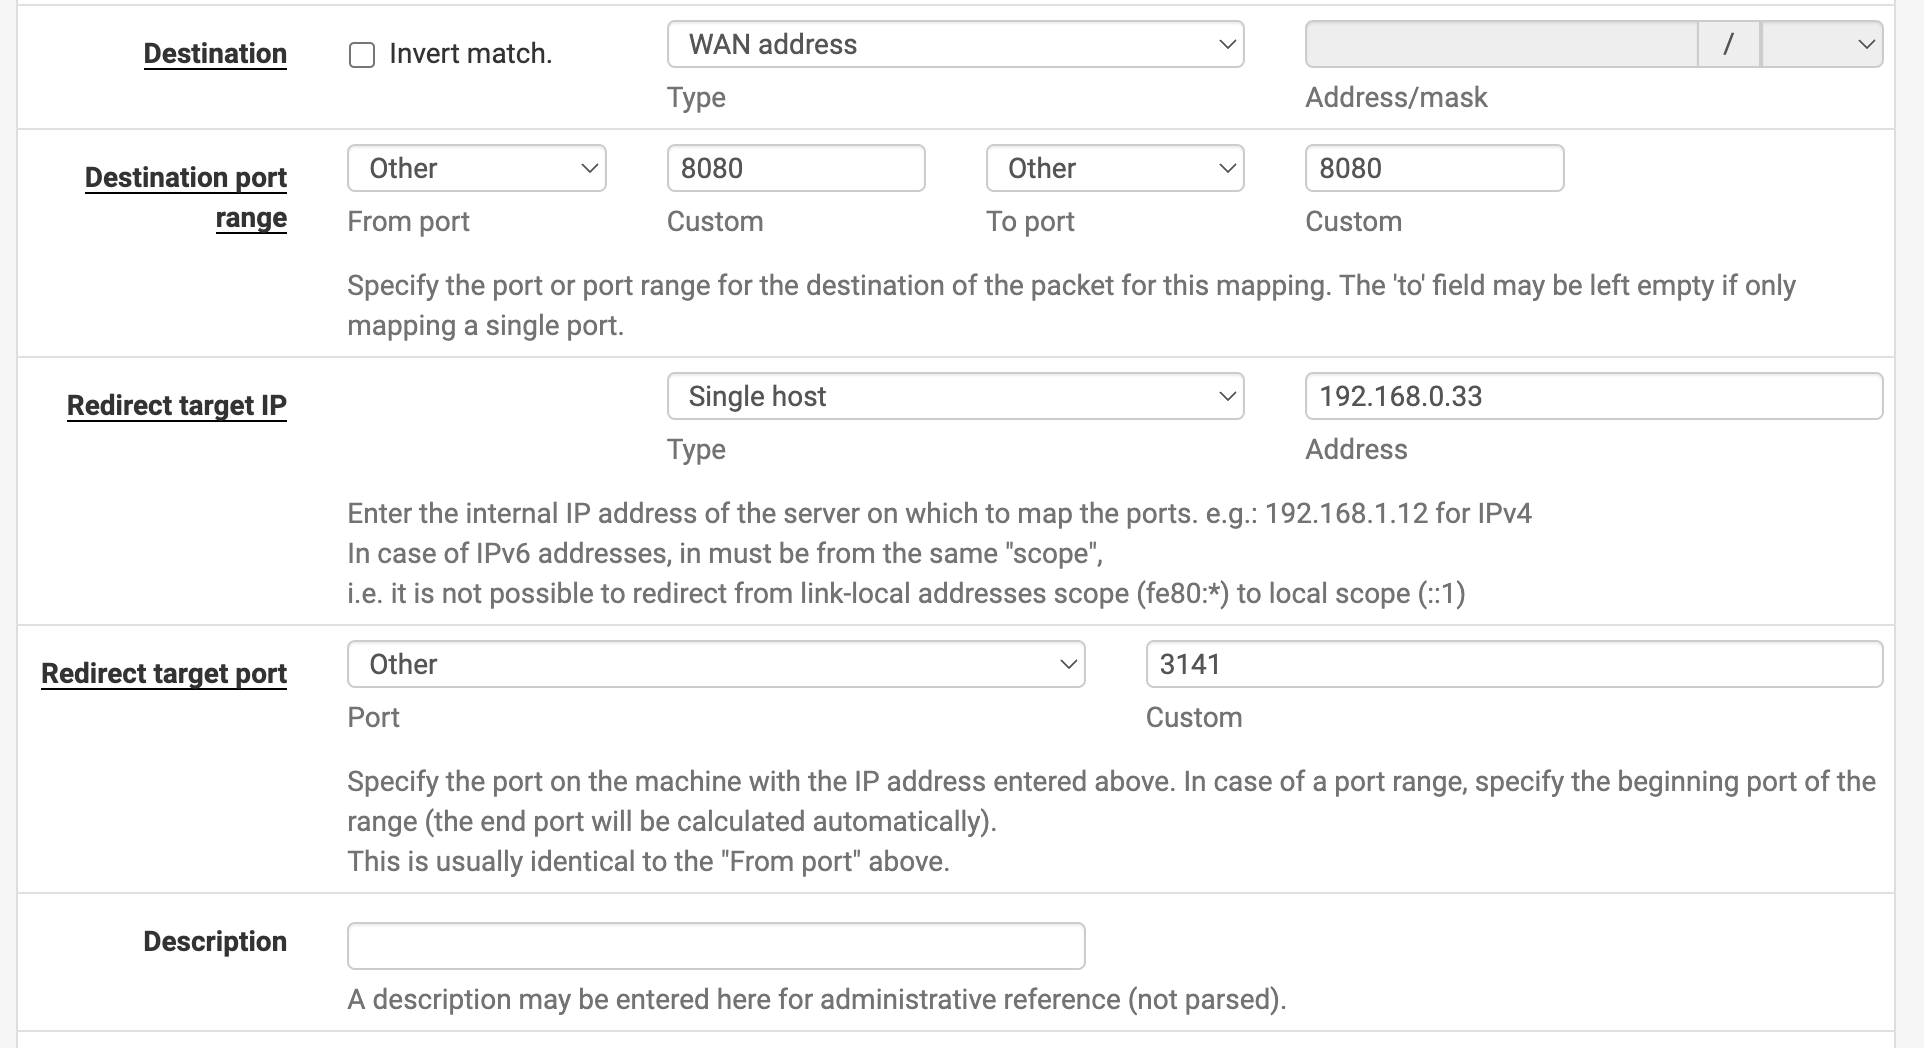 Destination
Invert match.
WAN address
/
Type
Address/mask
Destination port
range
Other
8080
Other
8080
From port
Custom
To port
Custom
Specify the port or port range for the destination of the packet for this mapping. The 'to' field may be left empty if only
mapping a single port.
Redirect target IP
Single host
192.168.0.33
Type
Address
Enter the internal IP address of the server on which to map the ports. e.g.: 192.168.1.12 for IPv4
In case of IPv6 addresses, in must be from the same "scope",
i.e. it is not possible to redirect from link-local addresses scope (fe80:*) to local scope (::1)
Redirect target port
Other
3141
Port
Custom
Specify the port on the machine with the IP address entered above. In case of a port range, specify the beginning port of the
range (the end port will be calculated automatically).
This is usually identical to the "From port" above.
Description
A description may be entered here for administrative reference (not parsed).